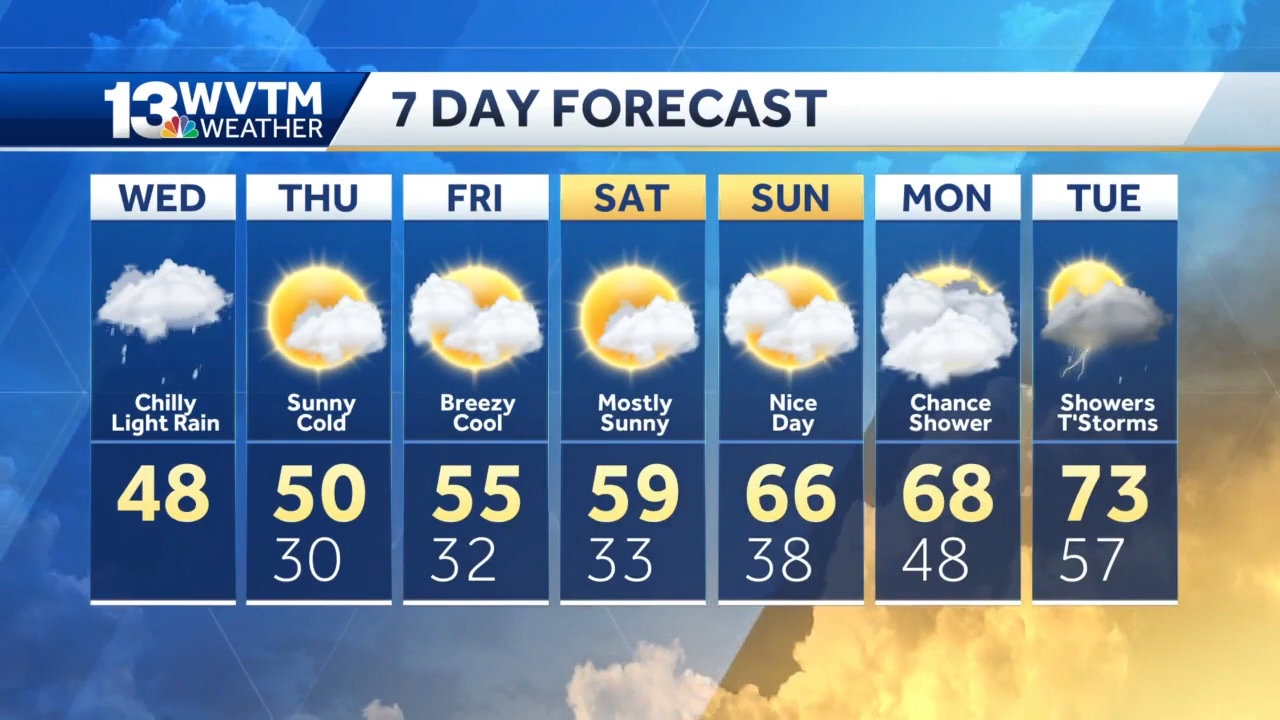 13 WVTM
WEATHER
7 DAY FORECAST
WED
THU
FRI
SAT
SUN
MON
TUE
Chilly
Light Rain
Sunny
Cold
Breezy
Cool
Mostly
Sunny
Nice
Day
Chance
Shower
Showers
T'Storms
48
50
55
59
66
68
73
30
32
33
38
48
57